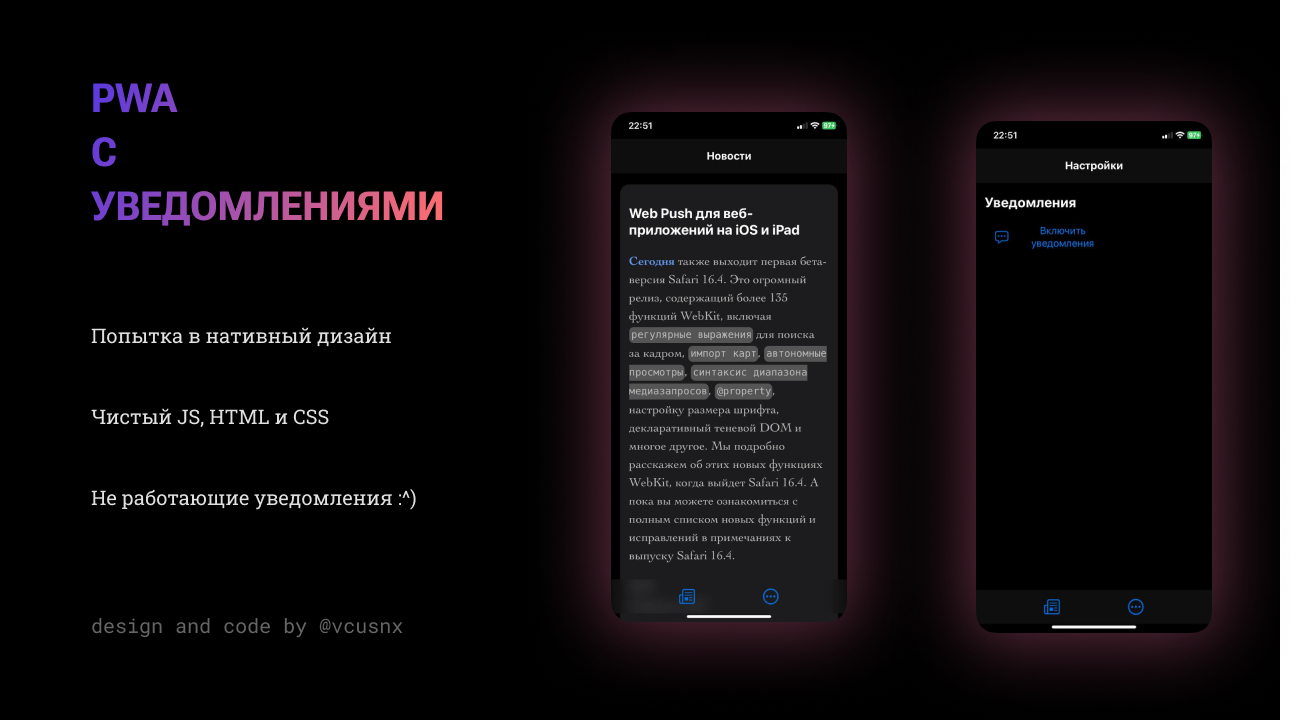 PWA
С
УВЕДОМЛЕНИЯМИ
Попытка в нативный дизайн
Чистый JS, HTML и CSS
Не работающие уведомления :^)
design and code by @vcusnx
22:51
97+
Новости
Web Push для веб-
приложений на iOS и iPad
Сегодня также выходит первая бета-
версия Safari 16.4. Это огромный
релиз, содержащий более 135
функций WebKit, включая
регулярные выражения для поиска
за кадром, импорт карт, автономные
просмотры, синтаксис диапазона
медиазапросов, @property,
настройку размера шрифта,
декларативный теневой DOM и
многое другое. Мы подробно
расскажем об этих новых функциях
WebKit, когда выйдет Safari 16.4. А
пока вы можете ознакомиться с
полным списком новых функций и
исправлений в примечаниях к
выпуску Safari 16.4.
22:51
97+
Настройки
Уведомления
Включить
уведомления